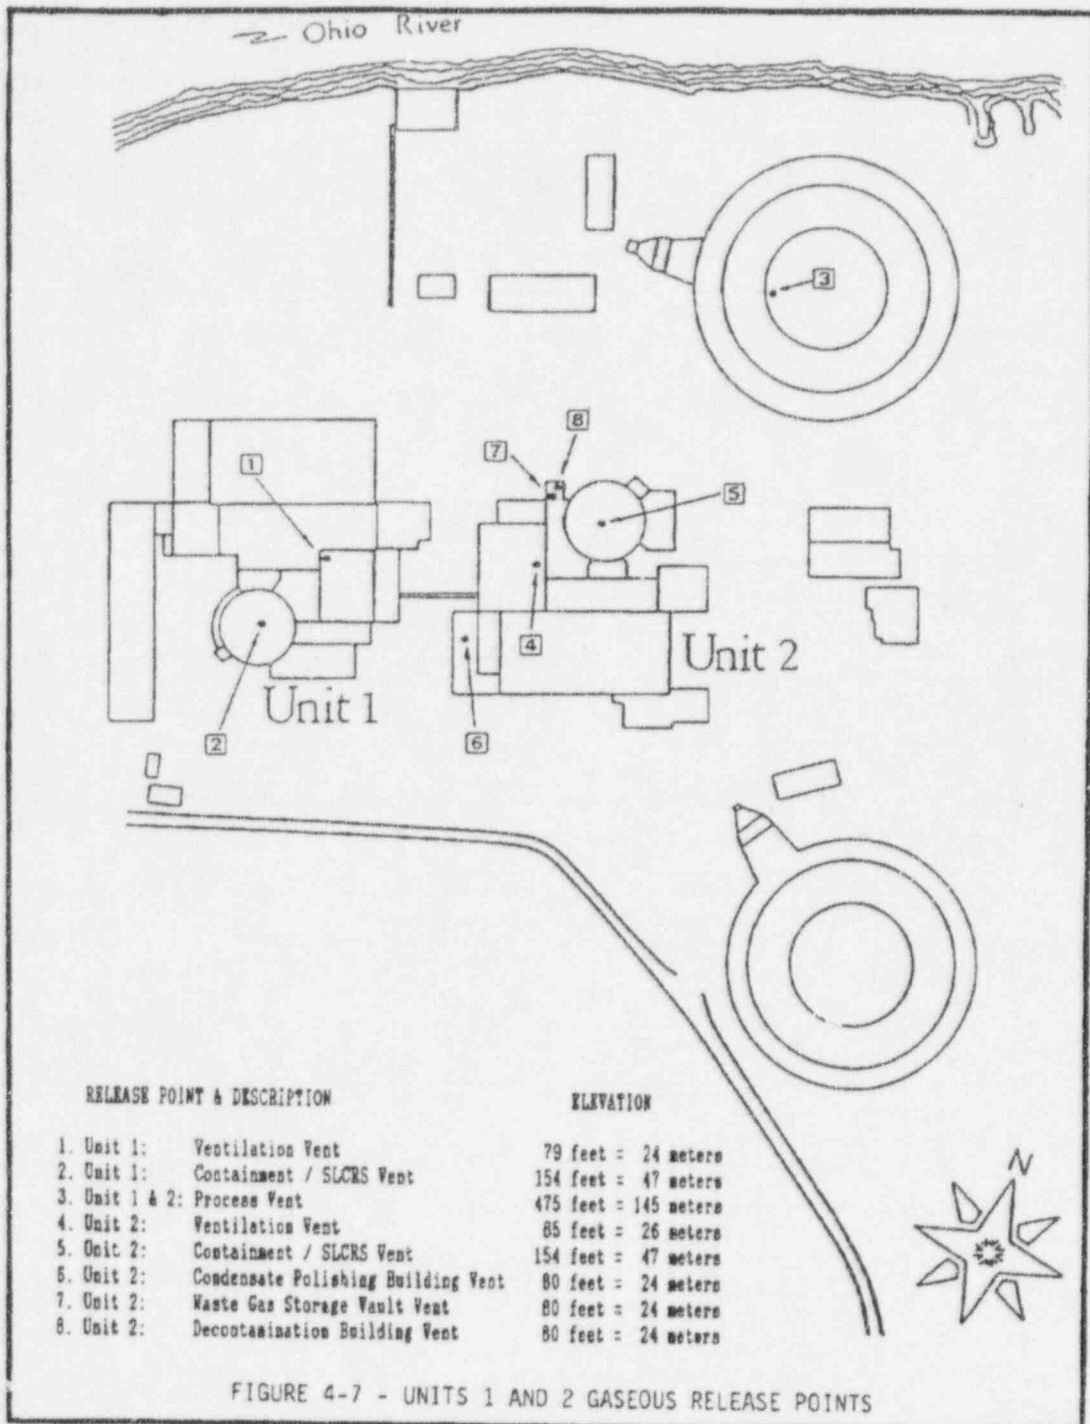 Ohio River
3
8
7
1
5
4
Unit 2
Unit 1
6
2
RELEASE POINT & DESCRIPTION ELEVATION
1. Unit 1: Ventilation Vent 79 feet = 24 meters
2. Unit 1: Containment / SLCRS Vent 154 feet = 47 meters
3. Unit 1 & 2: Process Vent 475 feet = 145 meters
4. Unit 2: Ventilation Vent 85 feet = 26 meters
5. Unit 2: Containment / SLCRS Vent 154 feet = 47 meters
6. Unit 2: Condensate Polishing Building Vent 80 feet = 24 meters
7. Unit 2: Waste Gas Storage Vault Vent 80 feet = 24 meters
8. Unit 2: Decontamination Building Vent 80 feet = 24 meters
N
FIGURE 4-7 - UNITS 1 AND 2 GASEOUS RELEASE POINTS